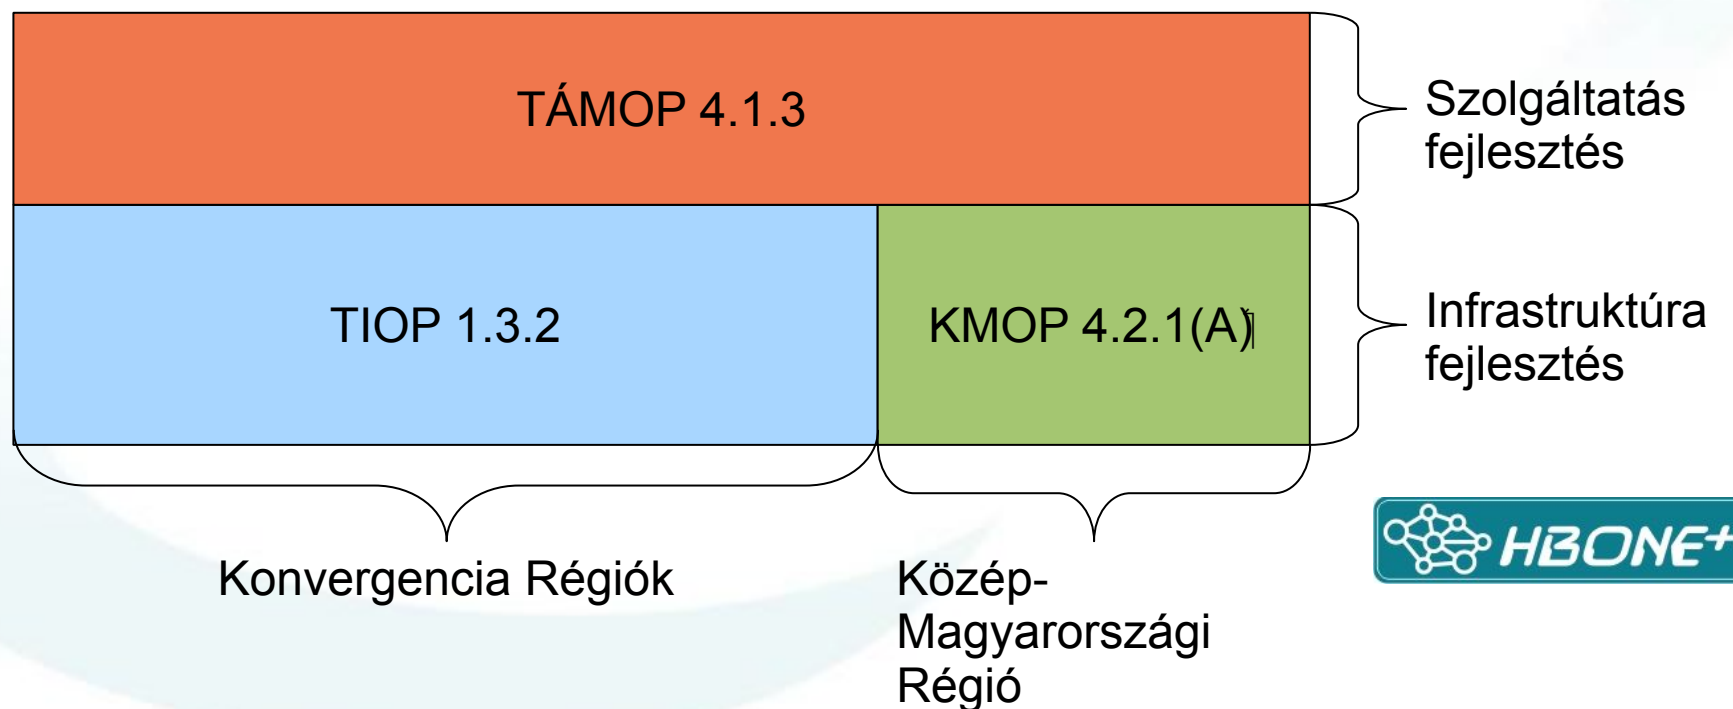 TÁMOP 4.1.3
Szolgáltatás
fejlesztés
TIOP 1.3.2
KMOP 4.2.1(A)
Infrastruktúra
fejlesztés
Konvergencia Régiók
Közép-
Magyarországi
Régió
HBONE+